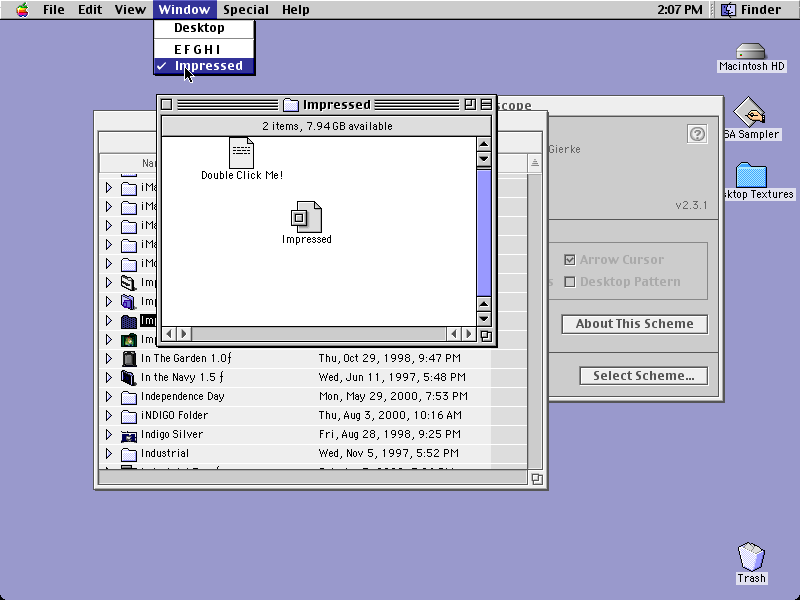 File Edit View Window Special Help 2:07 PM Finder
Desktop
E F G H I
✓ Impressed
Macintosh HD
SA Sampler
ktop Textures
Trash
Impressed
2 items, 7.94 GB available
Double Click Me!
Impressed
scope
Gierke
v2.3.1
Arrow Cursor
s Desktop Pattern
About This Scheme
Select Scheme...
Na
iMa
iMa
iMa
iMa
iMo
Imp
Imp
Im
Im
In The Garden 1.0ƒ Thu, Oct 29, 1998, 9:47 PM
In the Navy 1.5 ƒ Wed, Jun 11, 1997, 5:48 PM
Independence Day Mon, May 29, 2000, 7:53 PM
iNDIGO Folder Thu, Aug 3, 2000, 10:16 AM
Indigo Silver Fri, Aug 28, 1998, 9:25 PM
Industrial Wed, Nov 5, 1997, 5:52 PM